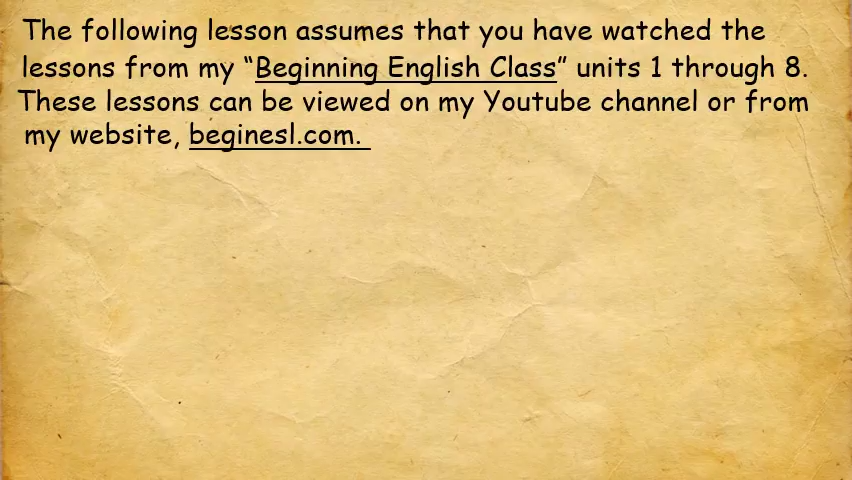 The following lesson assumes that you have watched the
lessons from my “Beginning English Class” units 1 through 8.
These lessons can be viewed on my Youtube channel or from
my website, beginesl.com.